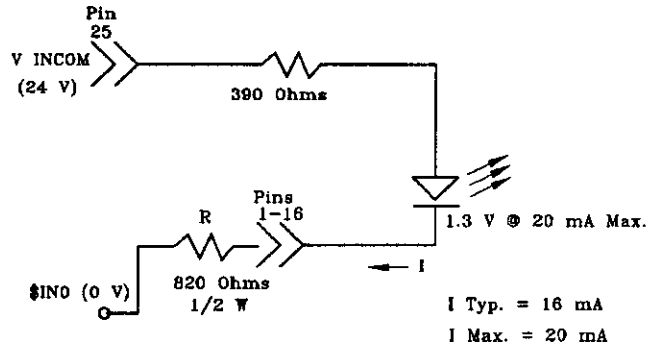 Pin
25
V INCOM
(24 V)
390 Ohms
1.3 V @ 20 mA Max.
Pins
1-16
R
I
820 Ohms
1/2 W
$IN0 (0 V)
I Typ. = 16 mA
I Max. = 20 mA